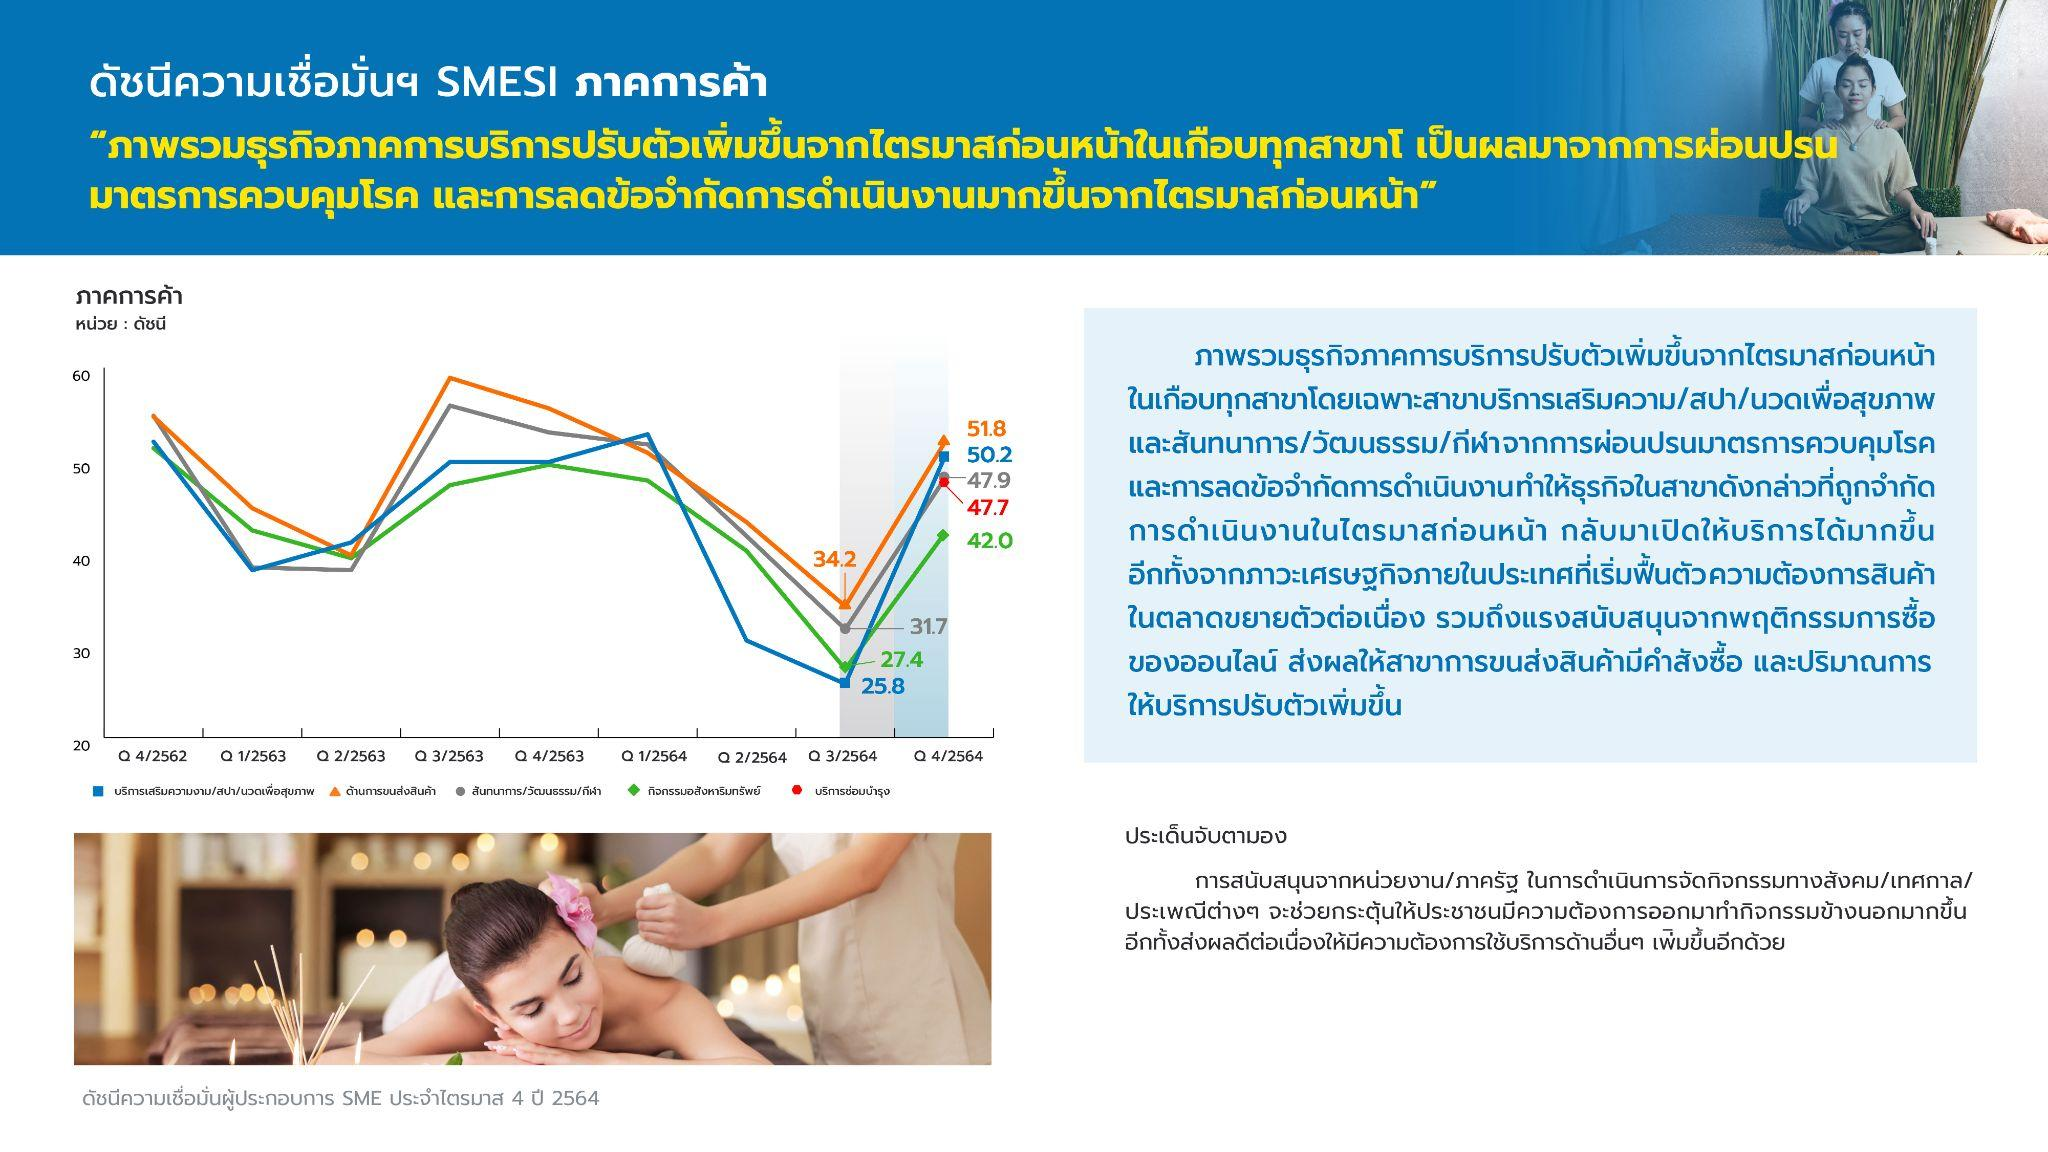 ดัชนีความเชื่อมั่นฯ SMESI ภาคการค้า
“ภาพรวมธุรกิจภาคการบริการปรับตัวเพิ่มขึ้นจากไตรมาสก่อนหน้าในเกือบทุกสาขาโ เป็นผลมาจากการผ่อนปรน
มาตรการควบคุมโรค และการลดข้อจำกัดการดำเนินงานมากขึ้นจากไตรมาสก่อนหน้า”
ภาคการค้า
หน่วย : ดัชนี
60
50
40
30
20
51.8
50.2
47.9
47.7
42.0
34.2
31.7
27.4
25.8
Q 4/2562 Q 1/2563 Q 2/2563 Q 3/2563 Q 4/2563 Q 1/2564 Q 2/2564 Q 3/2564 Q 4/2564
บริการเสริมความงาม/สปา/นวดเพื่อสุขภาพ ด้านการขนส่งสินค้า สันทนาการ/วัฒนธรรม/กีฬา กิจกรรมอสังหาริมทรัพย์ บริการซ่อมบำรุง
ภาพรวมธุรกิจภาคการบริการปรับตัวเพิ่มขึ้นจากไตรมาสก่อนหน้า
ในเกือบทุกสาขาโดยเฉพาะสาขาบริการเสริมความ/สปา/นวดเพื่อสุขภาพ
และสันทนาการ/วัฒนธรรม/กีฬาจากการผ่อนปรนมาตรการควบคุมโรค
และการลดข้อจำกัดการดำเนินงานทำให้ธุรกิจในสาขาดังกล่าวที่ถูกจำกัด
การดำเนินงานในไตรมาสก่อนหน้า กลับมาเปิดให้บริการได้มากขึ้น
อีกทั้งจากภาวะเศรษฐกิจภายในประเทศที่เริ่มฟื้นตัวความต้องการสินค้า
ในตลาดขยายตัวต่อเนื่อง รวมถึงแรงสนับสนุนจากพฤติกรรมการซื้อ
ของออนไลน์ ส่งผลให้สาขาการขนส่งสินค้ามีคำสังซื้อ และปริมาณการ
ให้บริการปรับตัวเพิ่มขึ้น
ประเด็นจับตามอง
การสนับสนุนจากหน่วยงาน/ภาครัฐ ในการดำเนินการจัดกิจกรรมทางสังคม/เทศกาล/
ประเพณีต่างๆ จะช่วยกระตุ้นให้ประชาชนมีความต้องการออกมาทำกิจกรรมข้างนอกมากขึ้น
อีกทั้งส่งผลดีต่อเนื่องให้มีความต้องการใช้บริการด้านอื่นๆ เพิ่มขึ้นอีกด้วย
ดัชนีความเชื่อมั่นผู้ประกอบการ SME ประจำไตรมาส 4 ปี 2564